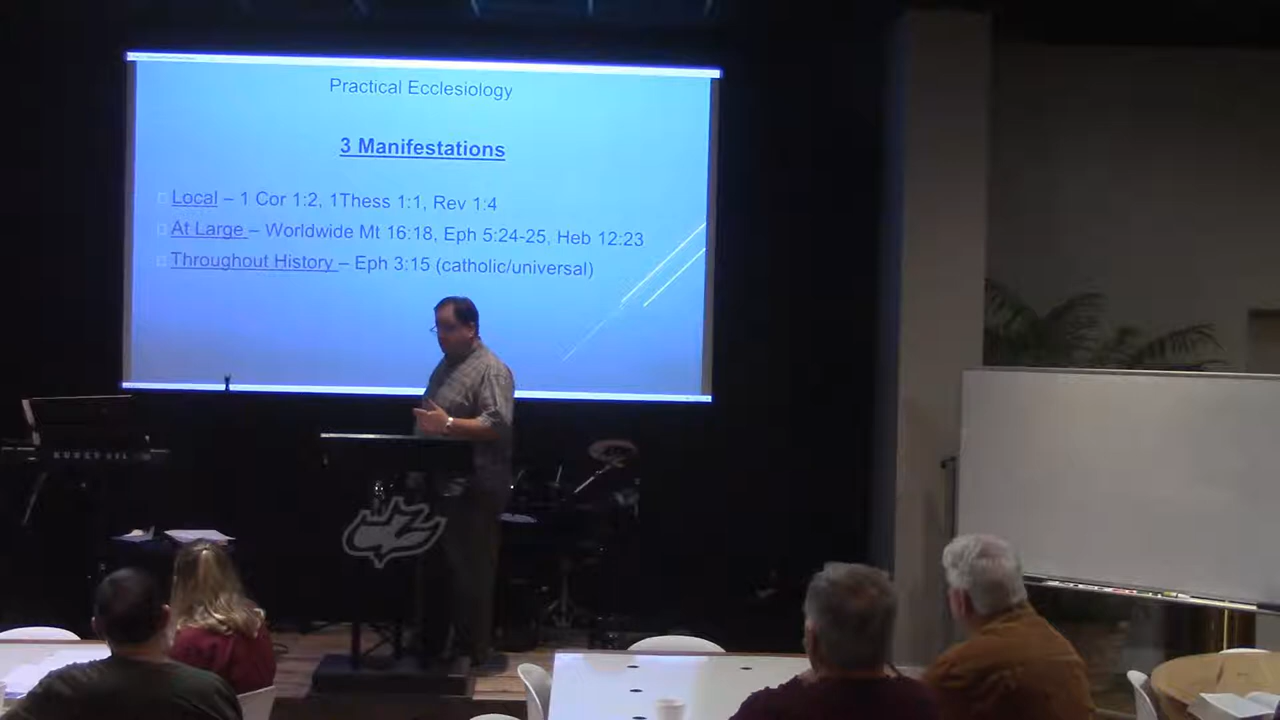 Practical Ecclesiology
3 Manifestations
Local – 1 Cor 1:2, 1Thess 1:1, Rev 1:4
At Large – Worldwide Mt 16:18, Eph 5:24-25, Heb 12:23
Throughout History – Eph 3:15 (catholic/universal)